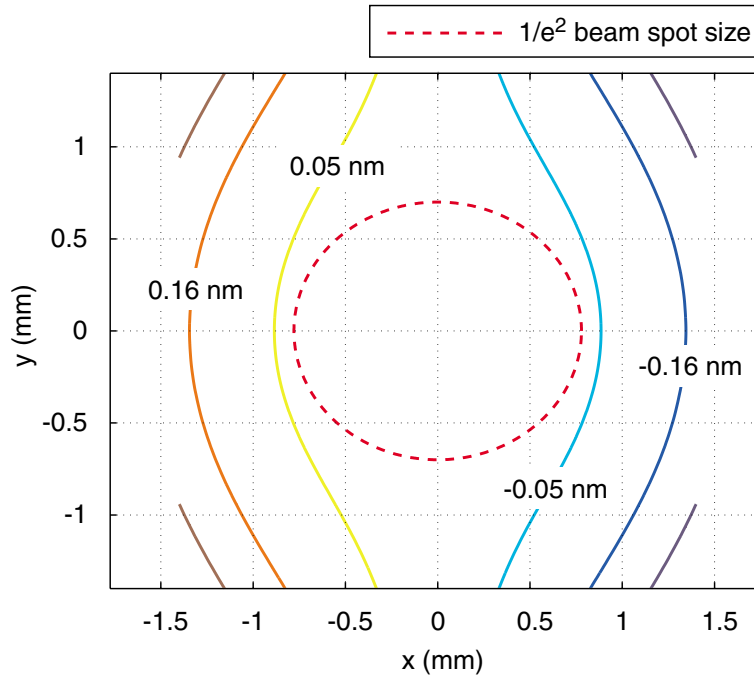 1/e² beam spot size
1
0.5
0
-0.5
-1
y (mm)
0.05 nm
0.16 nm
-0.16 nm
-0.05 nm
-1.5 -1 -0.5 0 0.5 1 1.5
x (mm)